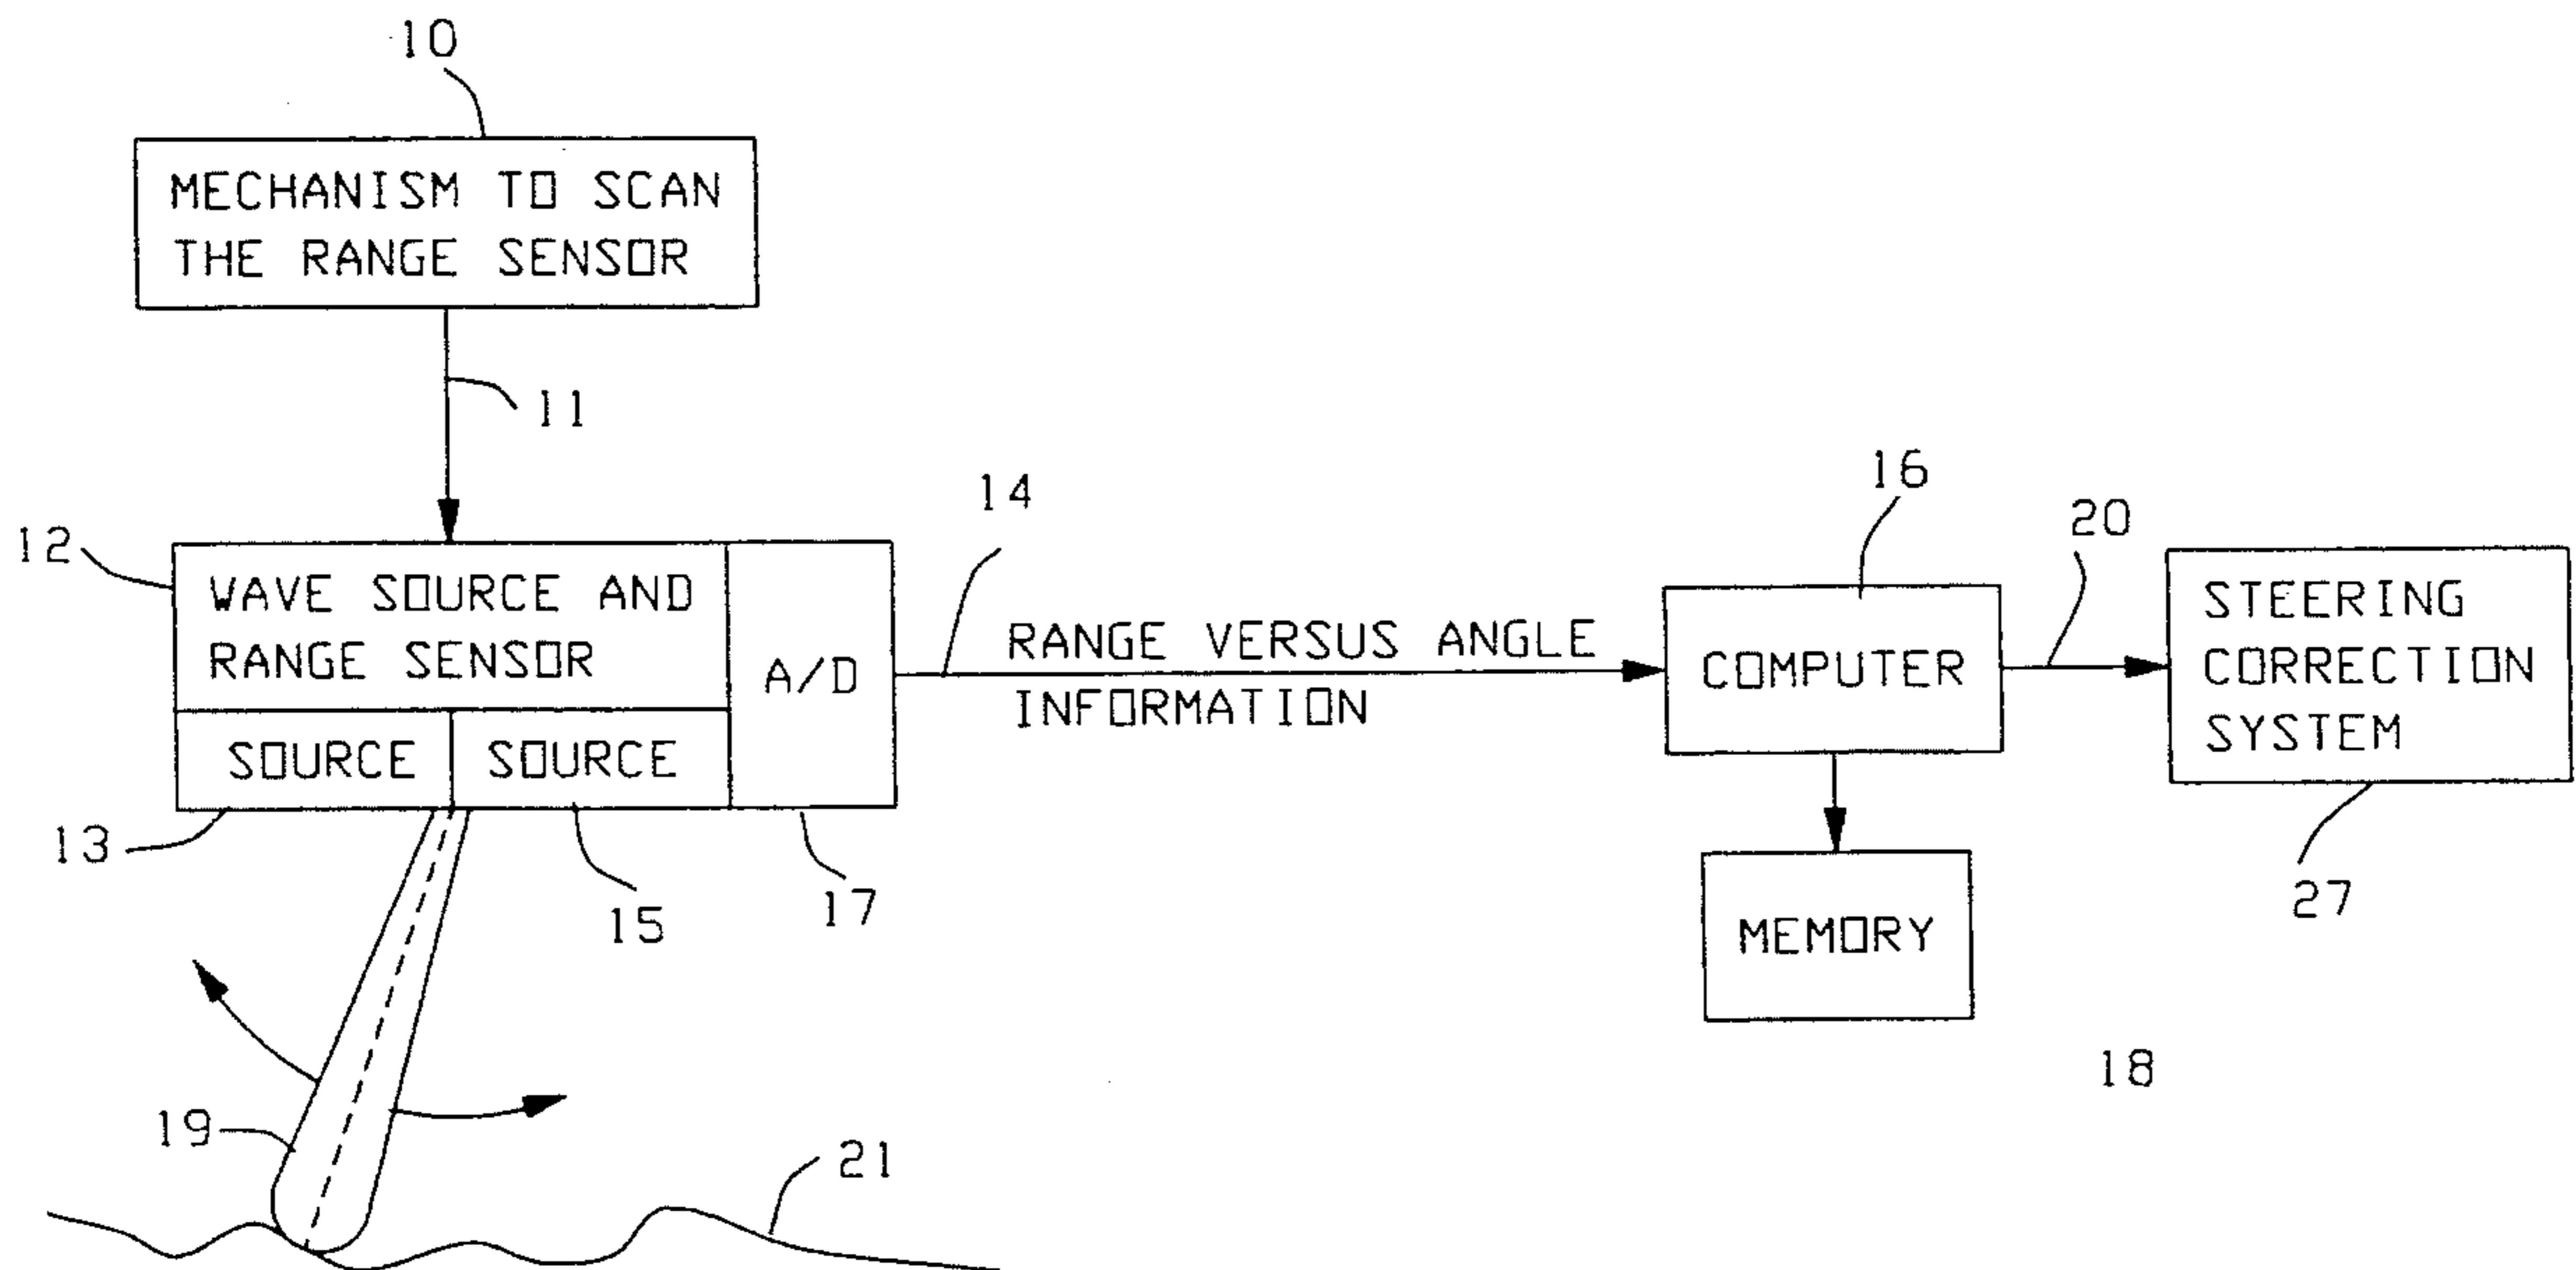 10
MECHANISM TO SCAN
THE RANGE SENSOR
11
12
WAVE SOURCE AND
RANGE SENSOR
SOURCE
SOURCE
A/D
13
15
17
14
RANGE VERSUS ANGLE
INFORMATION
16
COMPUTER
20
STEERING
CORRECTION
SYSTEM
27
MEMORY
18
19
21